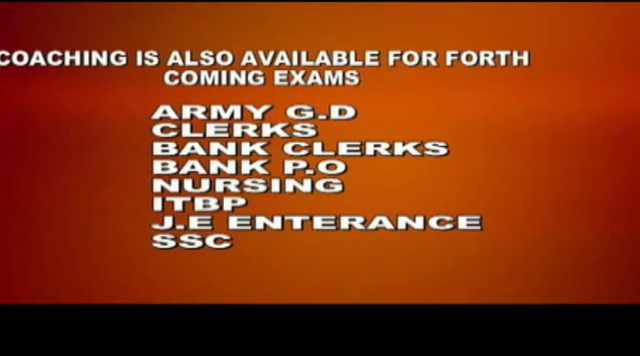 COACHING IS ALSO AVAILABLE FOR FORTH
COMING EXAMS
ARMY G.D
CLERKS
BANK CLERKS
BANK P.O
NURSING
ITBP
J.E ENTERANCE
SSC